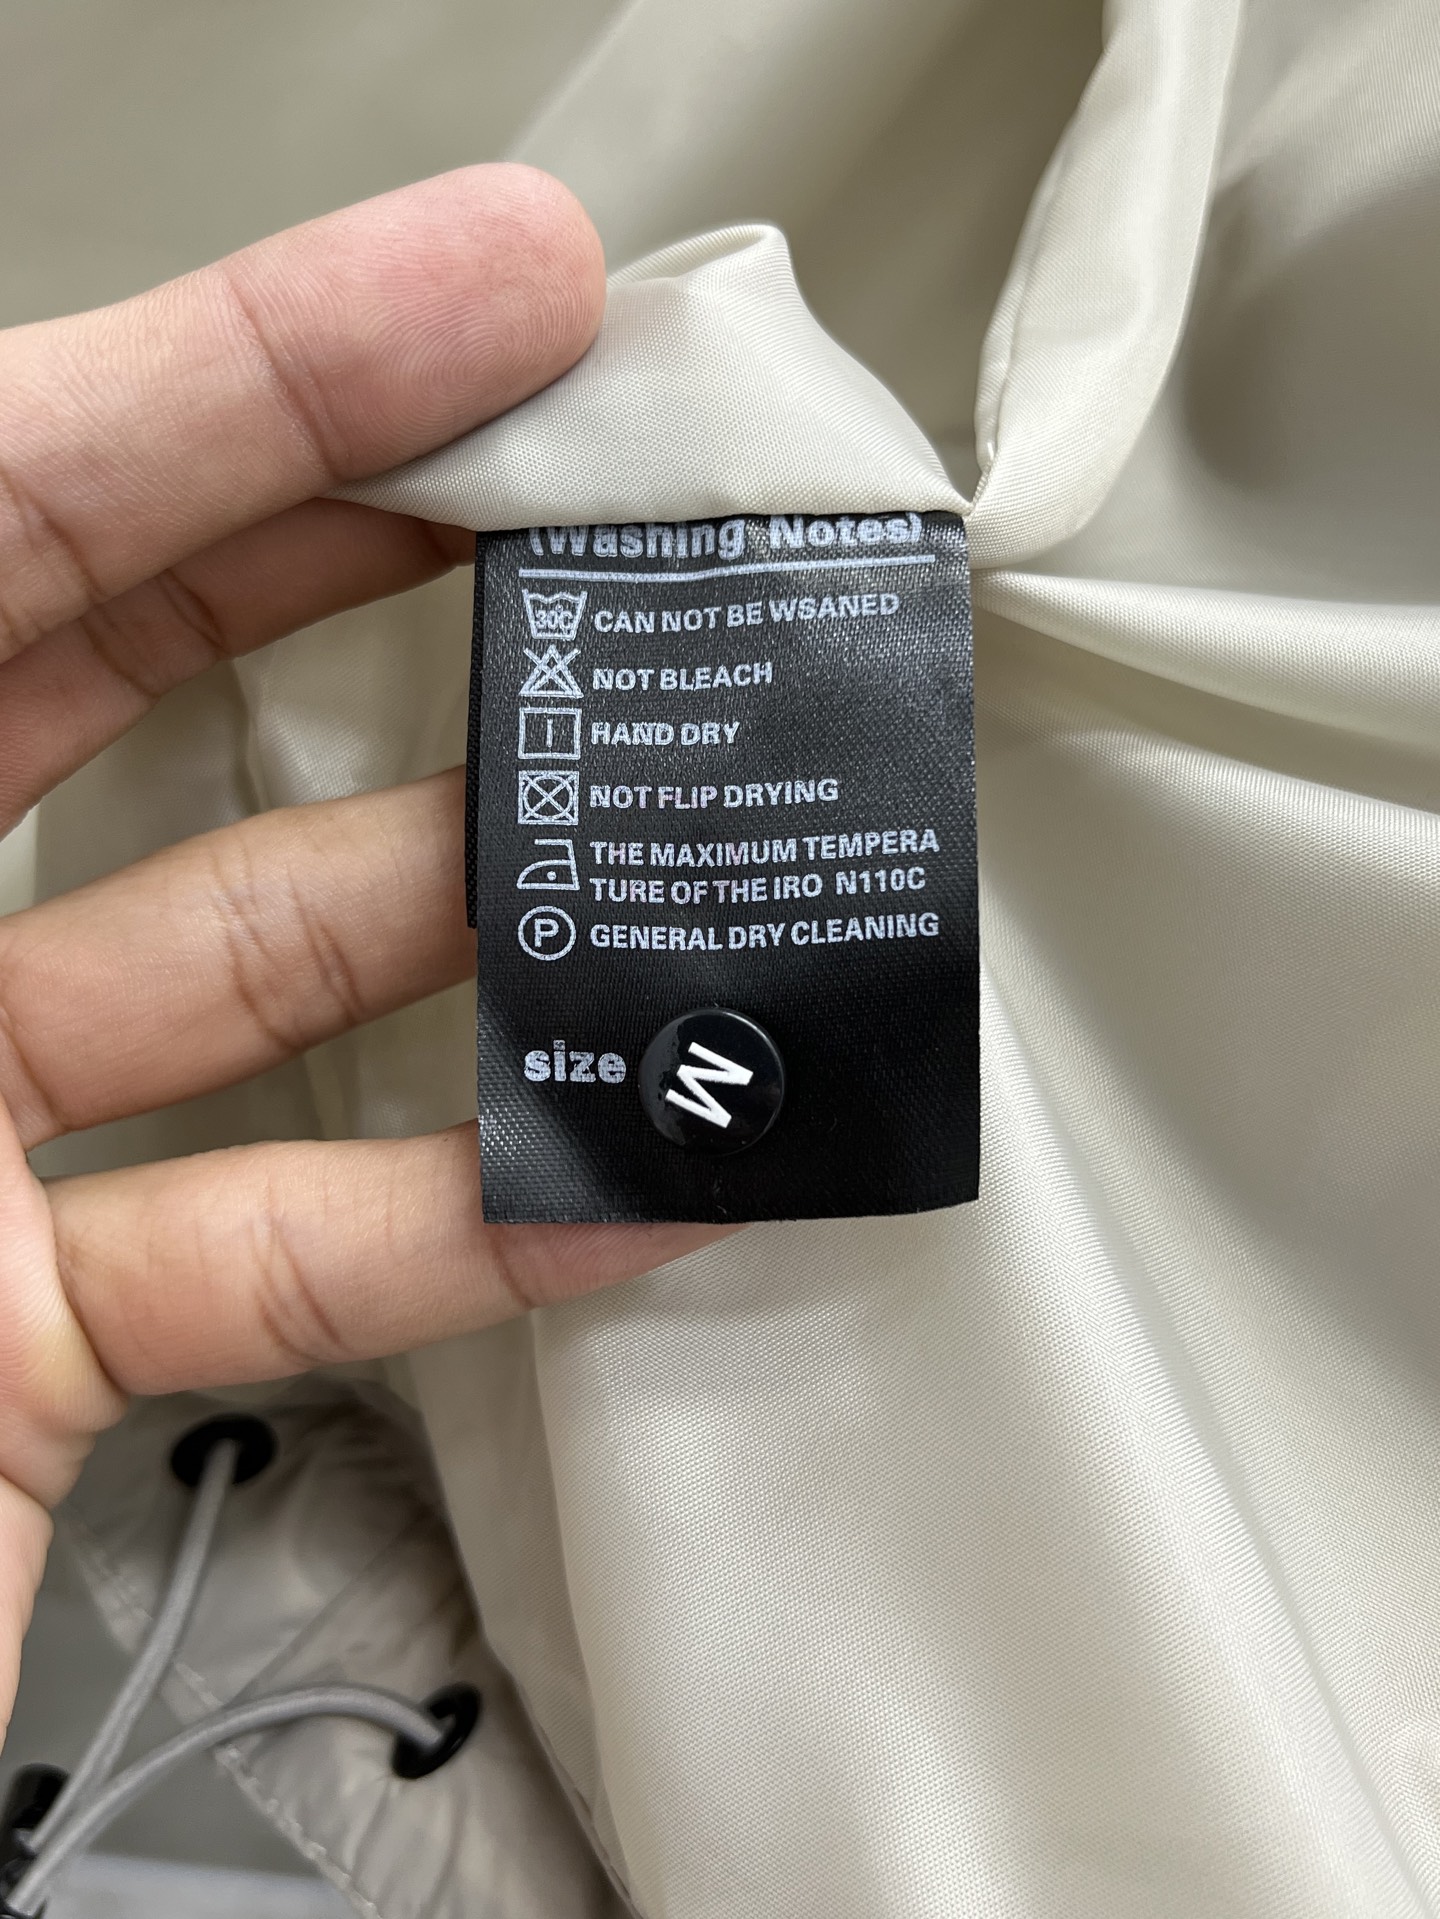 (Washing Notes)
30C CAN NOT BE WSANED
NOT BLEACH
HAND DRY
NOT FLIP DRYING
THE MAXIMUM TEMPERA
TURE OF THE IRO N110C
P GENERAL DRY CLEANING
size M